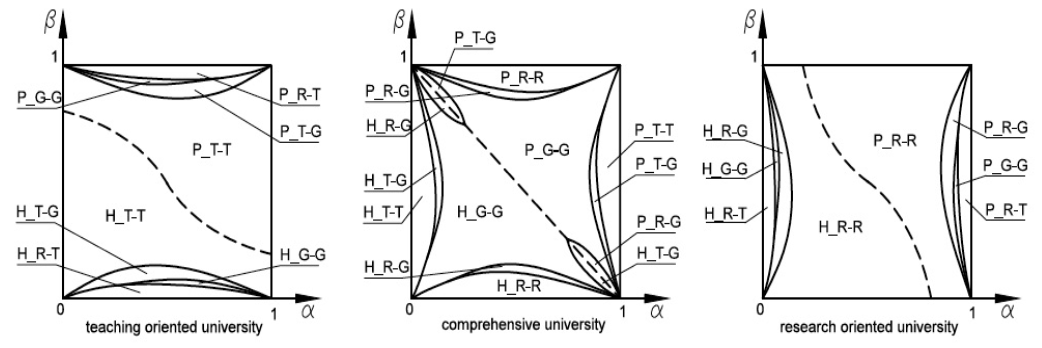 β
1
P_G-G
P_R-T
P_T-G
P_T-T
H_T-T
H_T-G
H_R-T
H_G-G
0
1
α
teaching oriented university
β
1
P_T-G
P_R-R
P_R-G
H_R-G
P_G-G
P_T-T
P_T-G
H_T-G
H_T-T
H_G-G
P_R-G
H_T-G
H_R-G
H_R-R
0
1
α
comprehensive university
β
1
H_R-G
H_G-G
H_R-T
P_R-R
H_R-R
P_R-G
P_G-G
P_R-T
0
1
α
research oriented university